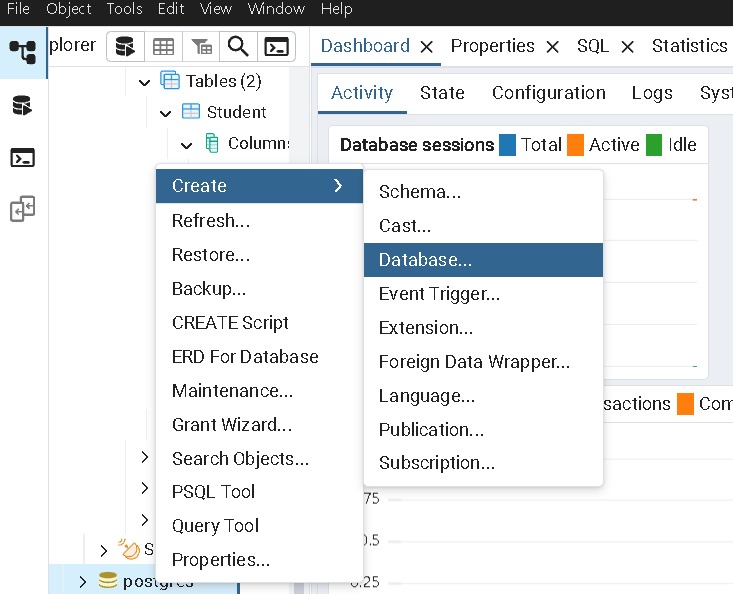 File Object Tools Edit View Window Help
plorer Dashboard Properties SQL Statistics
Tables (2)
Student
Columns
Activity State Configuration Logs Syst
Database sessions Total Active Idle
Create
Refresh...
Restore...
Backup...
CREATE Script
ERD For Database
Maintenance...
Grant Wizard...
Search Objects...
PSQL Tool
Query Tool
Properties...
Schema...
Cast...
Database...
Event Trigger...
Extension...
Foreign Data Wrapper...
Language...
Publication...
Subscription...
sactions Com
.75
0.5
0.25
S
postgres